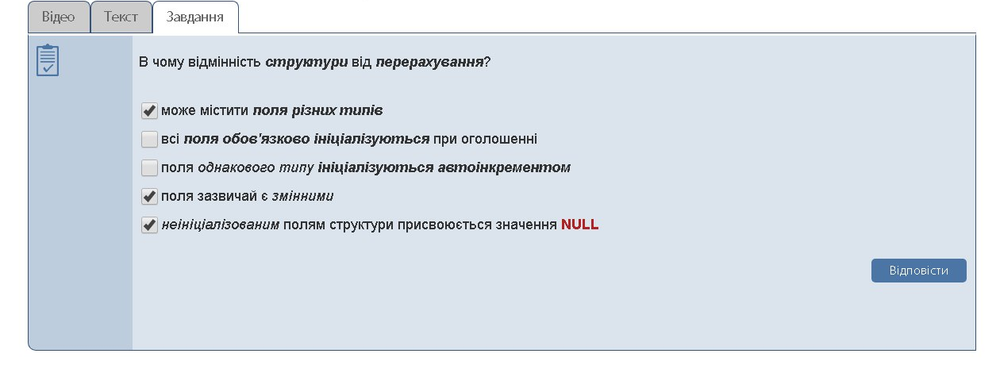 Відео Текст Завдання
В чому відмінність структури від перерахування?
може містити поля різних типів
всі поля обов'язково ініціалізуються при оголошенні
поля однакового типу ініціалізуються автоінкрементом
поля зазвичай є змінними
неініціалізованим полям структури присвоюється значення NULL
Відповісти